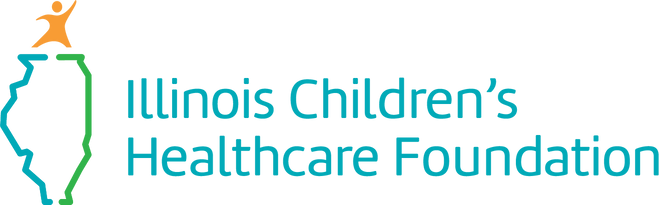 Illinois Children’s
Healthcare Foundation